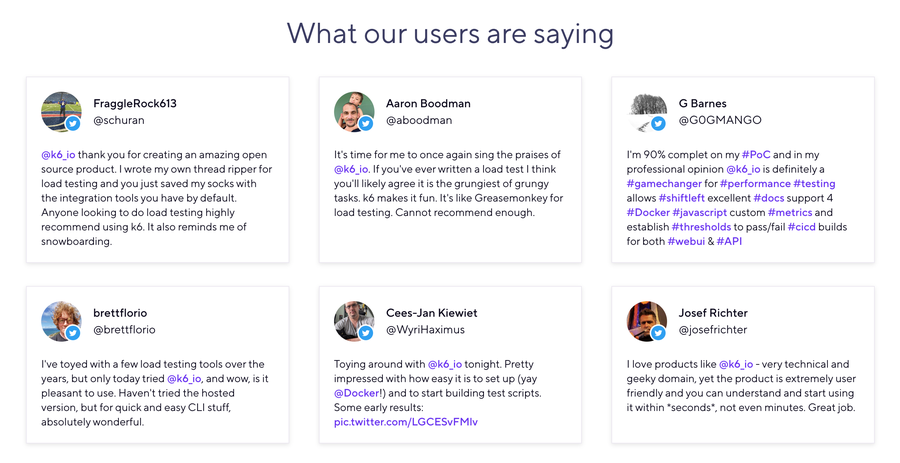 What our users are saying
FraggleRock613
@schuran
@k6_io thank you for creating an amazing open
source product. I wrote my own thread ripper for
load testing and you just saved my socks with
the integration tools you have by default.
Anyone looking to do load testing highly
recommend using k6. It also reminds me of
snowboarding.
Aaron Boodman
@aboodman
It's time for me to once again sing the praises of
@k6_io. If you've ever written a load test I think
you'll likely agree it is the grungiest of grungy
tasks. k6 makes it fun. It's like Greasemonkey for
load testing. Cannot recommend enough.
G Barnes
@G0GMANGO
I'm 90% complet on my #PoC and in my
professional opinion @k6_io is definitely a
#gamechanger for #performance #testing
allows #shiftleft excellent #docs support 4
#Docker #javascript custom #metrics and
establish #thresholds to pass/fail #cicd builds
for both #webui & #API
brettflorio
@brettflorio
I've toyed with a few load testing tools over the
years, but only today tried @k6_io, and wow, is it
pleasant to use. Haven't tried the hosted
version, but for quick and easy CLI stuff,
absolutely wonderful.
Cees-Jan Kiewiet
@WyriHaximus
Toying around with @k6_io tonight. Pretty
impressed with how easy it is to set up (yay
@Docker!) and to start building test scripts.
Some early results:
pic.twitter.com/LGCESvFMlv
Josef Richter
@josefrichter
I love products like @k6_io - very technical and
geeky domain, yet the product is extremely user
friendly and you can understand and start using
it within *seconds*, not even minutes. Great job.